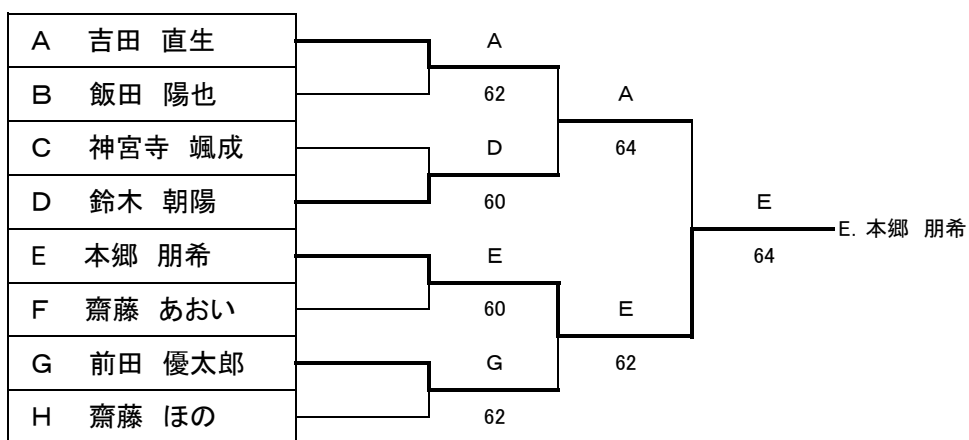 A 吉田 直生
B 飯田 陽也
C 神宮寺 颯成
D 鈴木 朝陽
E 本郷 朋希
F 齋藤 あおい
G 前田 優太郎
H 齋藤 ほの
A
62
D
60
E
60
G
62
A
64
E
62
E
64
E. 本郷 朋希